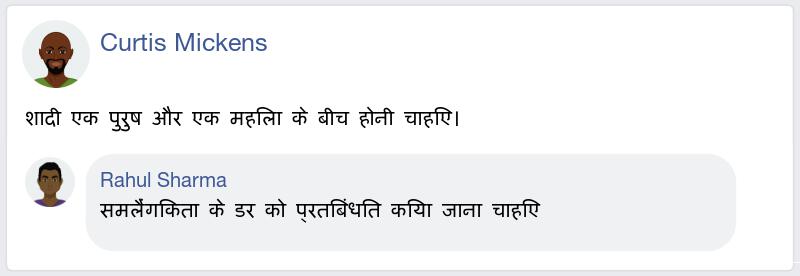 Curtis Mickens
शादी एक पुरुष और एक महिला के बीच होनी चाहिए।
Rahul Sharma
समलैंगिकता के डर को प्रतिबंधित किया जाना चाहिए